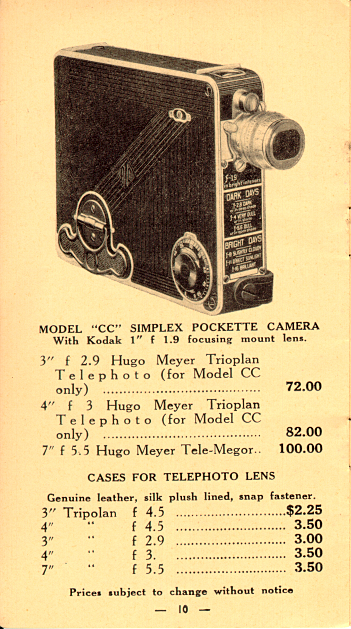 F-1.9
DARK DAYS
BRIGHT DAYS
MODEL "CC" SIMPLEX POCKETTE CAMERA
With Kodak 1" f 1.9 focusing mount lens.
3" f 2.9 Hugo Meyer Trioplan
Telephoto (for Model CC
only) ........................................ 72.00
4" f 3 Hugo Meyer Trioplan
Telephoto (for Model CC
only) ........................................ 82.00
7" f 5.5 Hugo Meyer Tele-Megor.. 100.00
CASES FOR TELEPHOTO LENS
Genuine leather, silk plush lined, snap fastener.
3" Tripolan f 4.5 ............................$2.25
4" " f 4.5 ............................ 3.50
3" " f 2.9 ............................ 3.00
4" " f 3. ............................ 3.50
7" " f 5.5 ............................ 3.50
Prices subject to change without notice
— 10 —